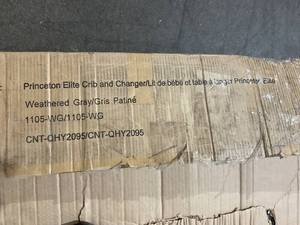 Princeton Elite Crib and Changer/Lit de bébé et table à langer Princeton Elite
Weathered Gray/Gris Patiné
1105-WG/1105-WG
CNT-QHY2095/CNT-QHY2095